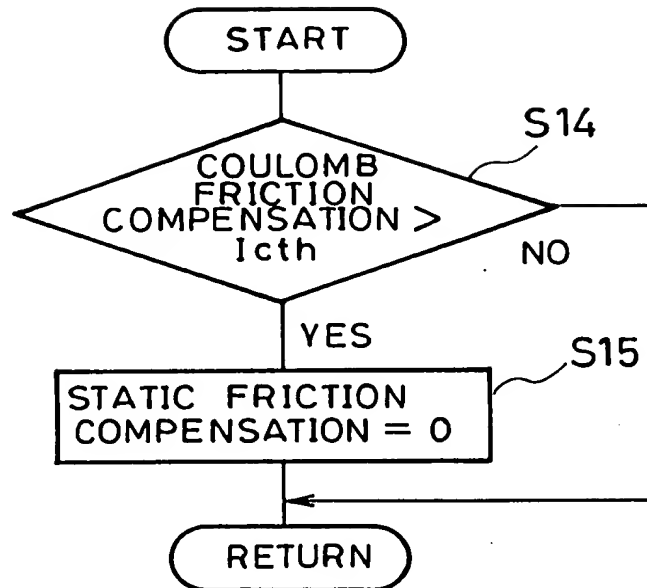 START
S14
COULOMB
FRICTION
COMPENSATION >
Icth
NO
YES
S15
STATIC FRICTION
COMPENSATION = 0
RETURN